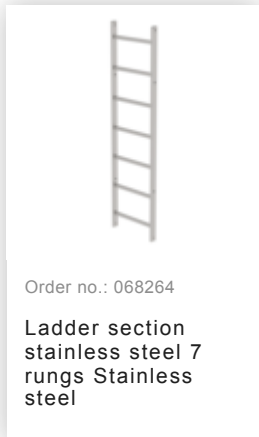 Order no.: 068264
Ladder section
stainless steel 7
rungs Stainless
steel